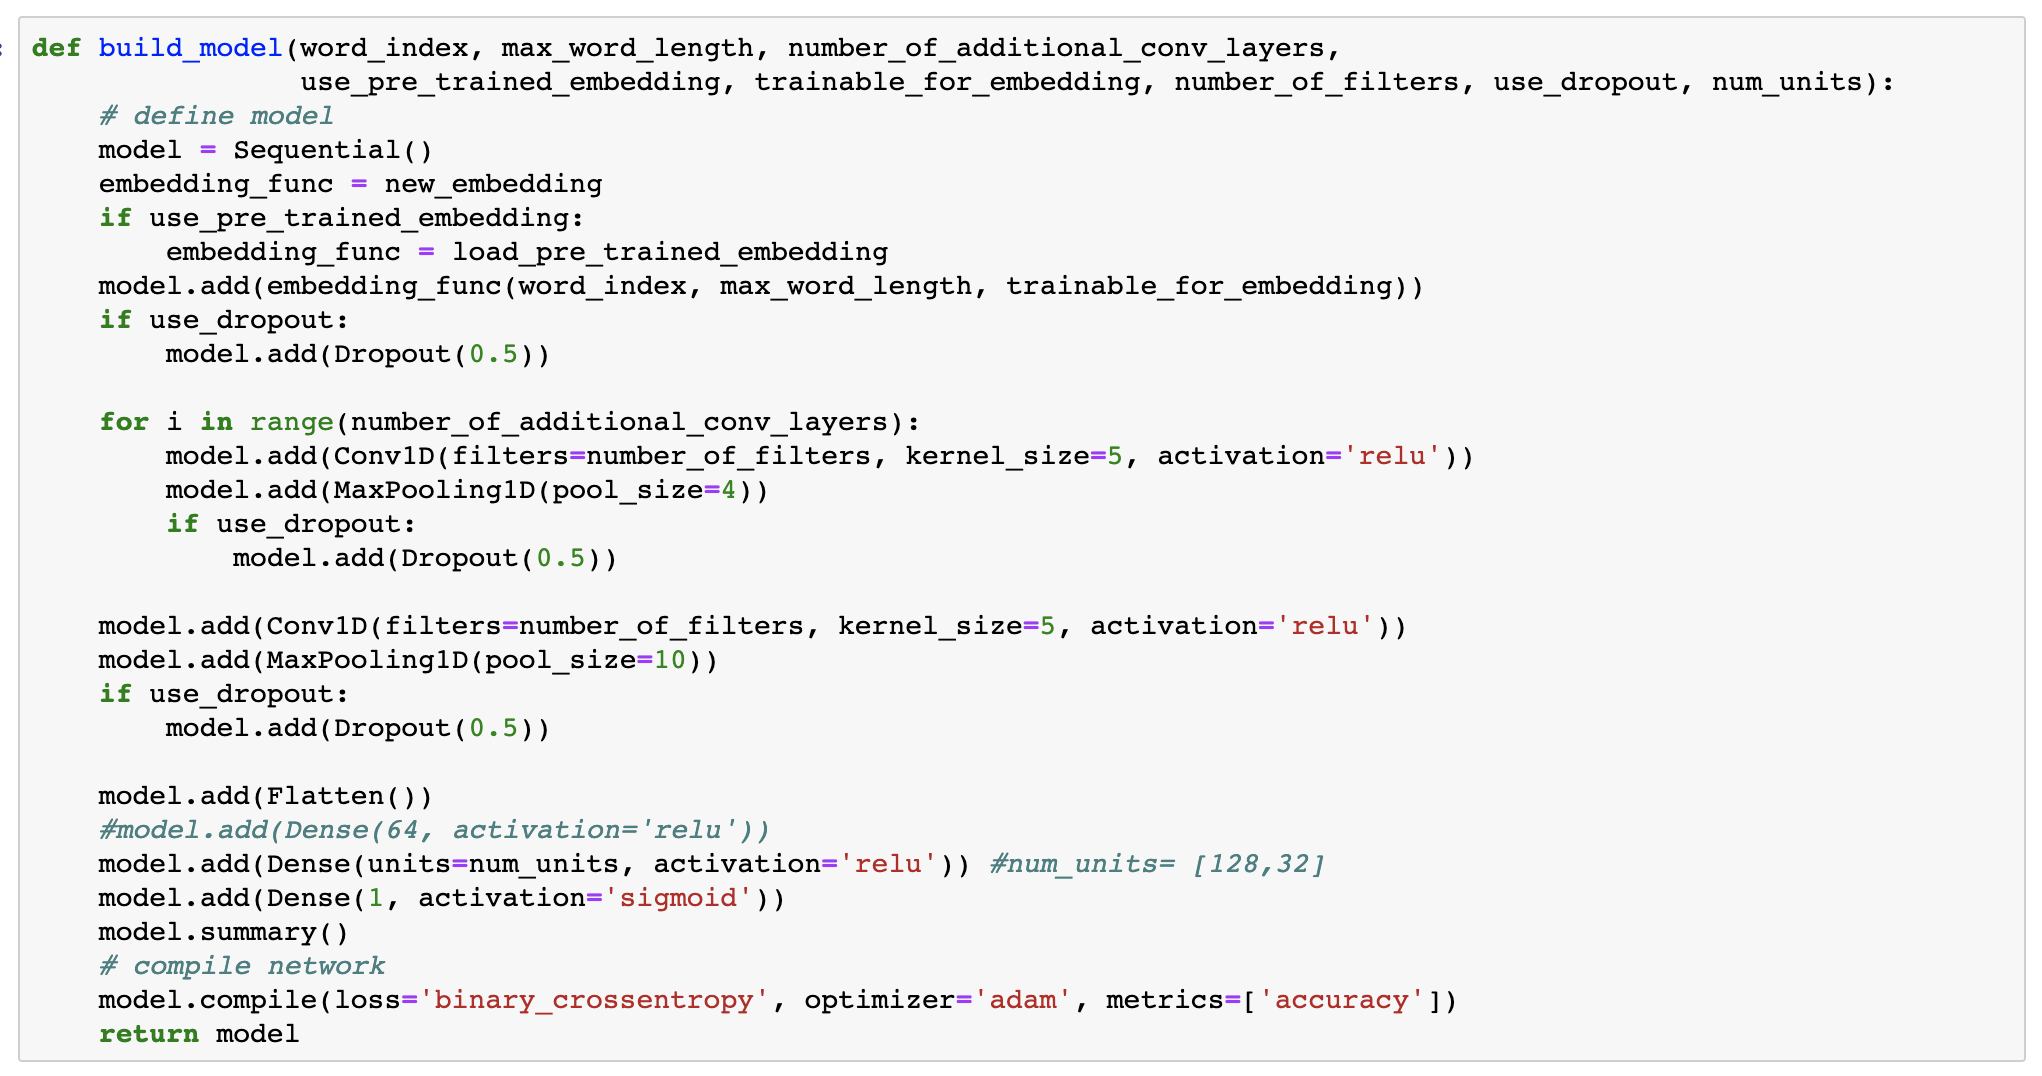 def build_model(word_index, max_word_length, number_of_additional_conv_layers,
                use_pre_trained_embedding, trainable_for_embedding, number_of_filters, use_dropout, num_units):
    # define model
    model = Sequential()
    embedding_func = new_embedding
    if use_pre_trained_embedding:
        embedding_func = load_pre_trained_embedding
    model.add(embedding_func(word_index, max_word_length, trainable_for_embedding))
    if use_dropout:
        model.add(Dropout(0.5))

    for i in range(number_of_additional_conv_layers):
        model.add(Conv1D(filters=number_of_filters, kernel_size=5, activation='relu'))
        model.add(MaxPooling1D(pool_size=4))
        if use_dropout:
            model.add(Dropout(0.5))

    model.add(Conv1D(filters=number_of_filters, kernel_size=5, activation='relu'))
    model.add(MaxPooling1D(pool_size=10))
    if use_dropout:
        model.add(Dropout(0.5))

    model.add(Flatten())
    #model.add(Dense(64, activation='relu'))
    model.add(Dense(units=num_units, activation='relu')) #num_units= [128,32]
    model.add(Dense(1, activation='sigmoid'))
    model.summary()
    # compile network
    model.compile(loss='binary_crossentropy', optimizer='adam', metrics=['accuracy'])
    return model